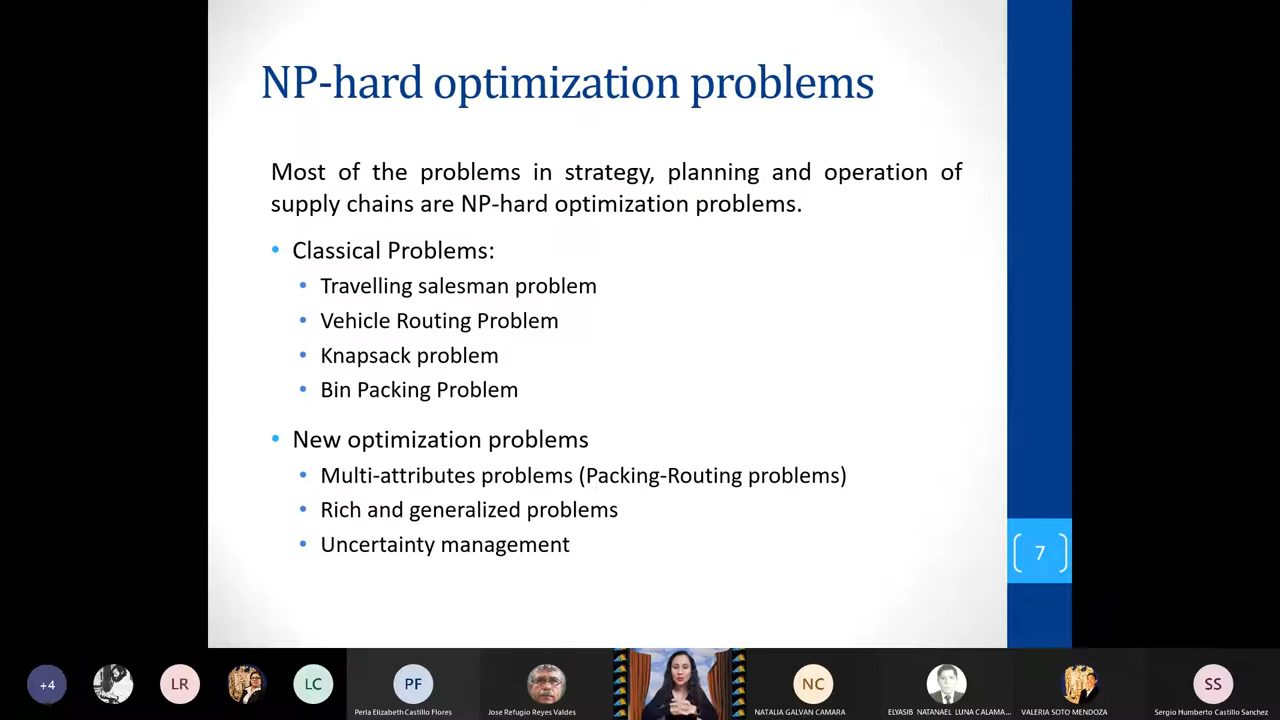 NP-hard optimization problems
Most of the problems in strategy, planning and operation of
supply chains are NP-hard optimization problems.
• Classical Problems:
• Travelling salesman problem
• Vehicle Routing Problem
• Knapsack problem
• Bin Packing Problem
• New optimization problems
• Multi-attributes problems (Packing-Routing problems)
• Rich and generalized problems
• Uncertainty management
7
+4
LR
LC
PF
NC
SS
Perla Elizabeth Castillo Flores
Jose Refugio Reyes Valdes
NATALIA GALVAN CAMARA
ELYASIB NATANAEL LUNA CALAMA...
VALERIA SOTO MENDOZA
Sergio Humberto Castillo Sanchez